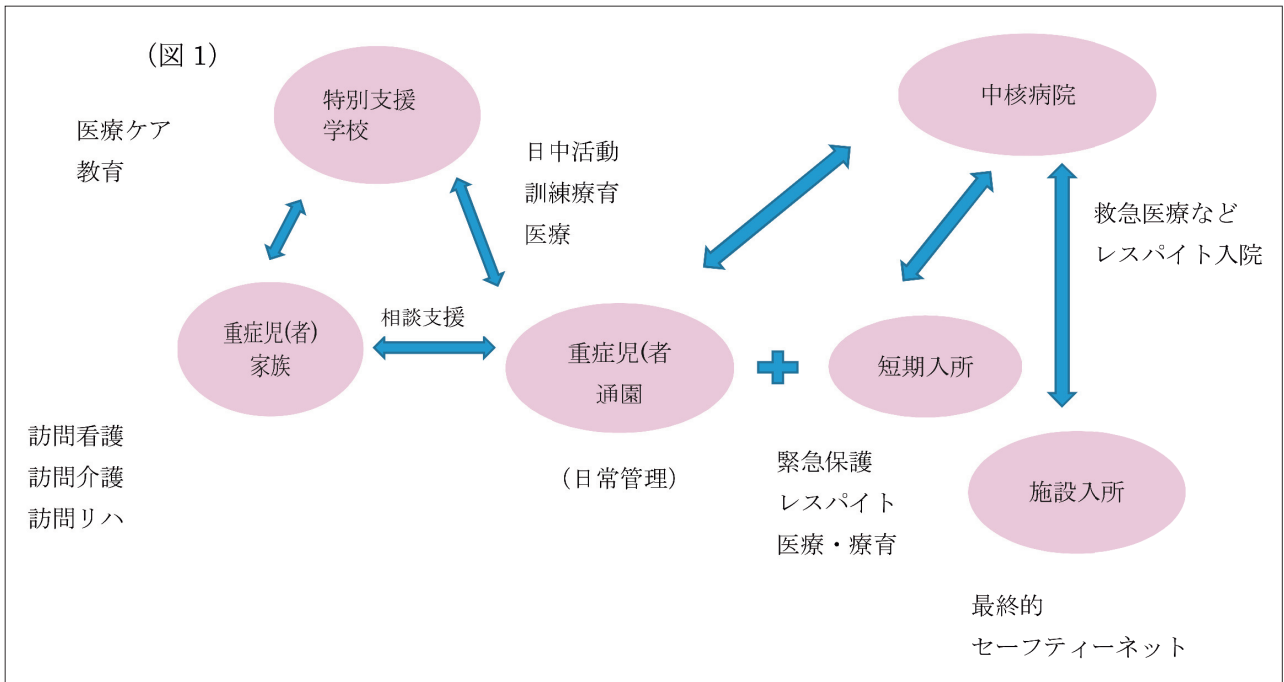 (図 1)
特別支援
学校
中核病院
医療ケア
教育
日中活動
訓練療育
医療
救急医療など
レスパイト入院
重症児(者)
家族
相談支援
重症児(者
通園
短期入所
訪問看護
訪問介護
訪問リハ
(日常管理)
緊急保護
レスパイト
医療・療育
施設入所
最終的
セーフティーネット